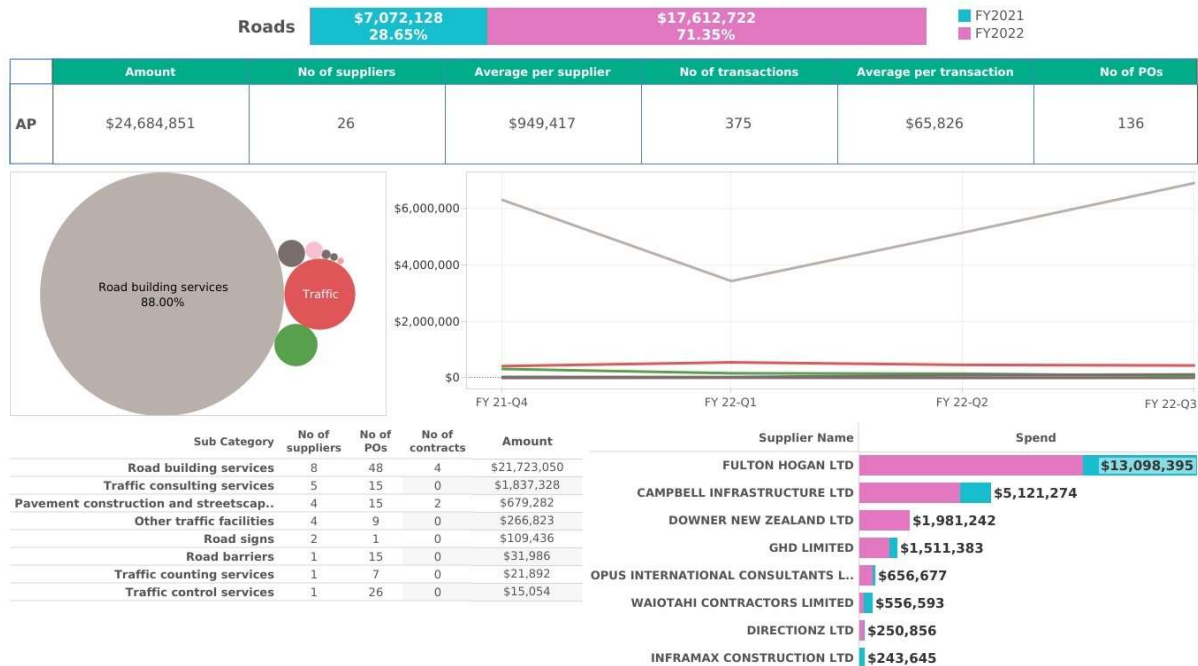 Roads
$7,072,128
28.65%
$17,612,722
71.35%
FY2021
FY2022
Amount No of suppliers Average per supplier No of transactions Average per transaction No of POs
AP $24,684,851 26 $949,417 375 $65,826 136
Road building services
88.00%
Traffic
$6,000,000
$4,000,000
$2,000,000
$0
FY 21-Q4 FY 22-Q1 FY 22-Q2 FY 22-Q3
Sub Category No of suppliers No of POs No of contracts Amount
Road building services 8 48 4 $21,723,050
Traffic consulting services 5 15 0 $1,837,328
Pavement construction and streetscap.. 4 15 2 $679,282
Other traffic facilities 4 9 0 $266,823
Road signs 2 1 0 $109,436
Road barriers 1 15 0 $31,986
Traffic counting services 1 7 0 $21,892
Traffic control services 1 26 0 $15,054
Supplier Name Spend
FULTON HOGAN LTD $13,098,395
CAMPBELL INFRASTRUCTURE LTD $5,121,274
DOWNER NEW ZEALAND LTD $1,981,242
GHD LIMITED $1,511,383
OPUS INTERNATIONAL CONSULTANTS L.. $656,677
WAIOTAHI CONTRACTORS LIMITED $556,593
DIRECTIONZ LTD $250,856
INFRAMAX CONSTRUCTION LTD $243,645